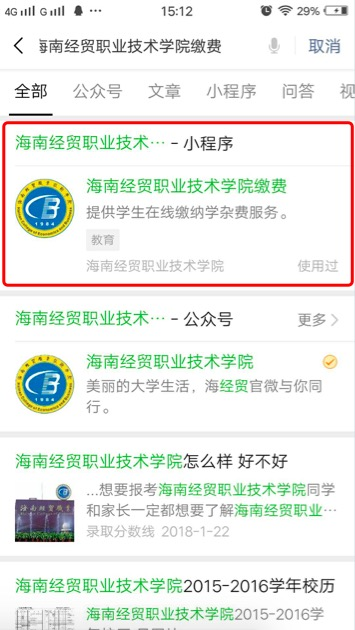 4G G ... 15:12 29%
海南经贸职业技术学院缴费 取消
全部 公众号 文章 小程序 问答 视
海南经贸职业技术… - 小程序
海南经贸职业技术学院缴费
提供学生在线缴纳学杂费服务。
教育
海南经贸职业技术学院 使用过
海南经贸职业技术… - 公众号 更多
海南经贸职业技术学院
美丽的大学生活，海经贸官微与你同
行。
海南经贸职业技术学院怎么样 好不好
...想要报考海南经贸职业技术学院同学
和家长一定都想要了解海南经贸职业...
录取分数线 2018-1-22
海南经贸职业技术学院2015-2016学年校历
海南经贸职业技术学院2015-2016学